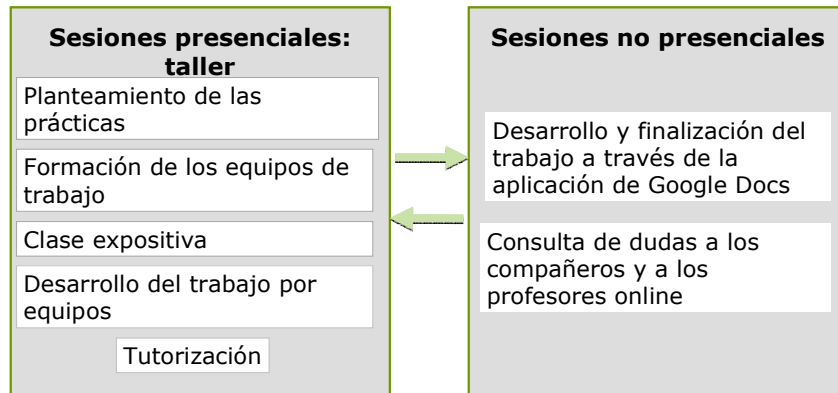 Sesiones presenciales:
taller
Planteamiento de las
prácticas
Formación de los equipos de
trabajo
Clase expositiva
Desarrollo del trabajo por
equipos
Tutorización
Sesiones no presenciales
Desarrollo y finalización del
trabajo a través de la
aplicación de Google Docs
Consulta de dudas a los
compañeros y a los
profesores online